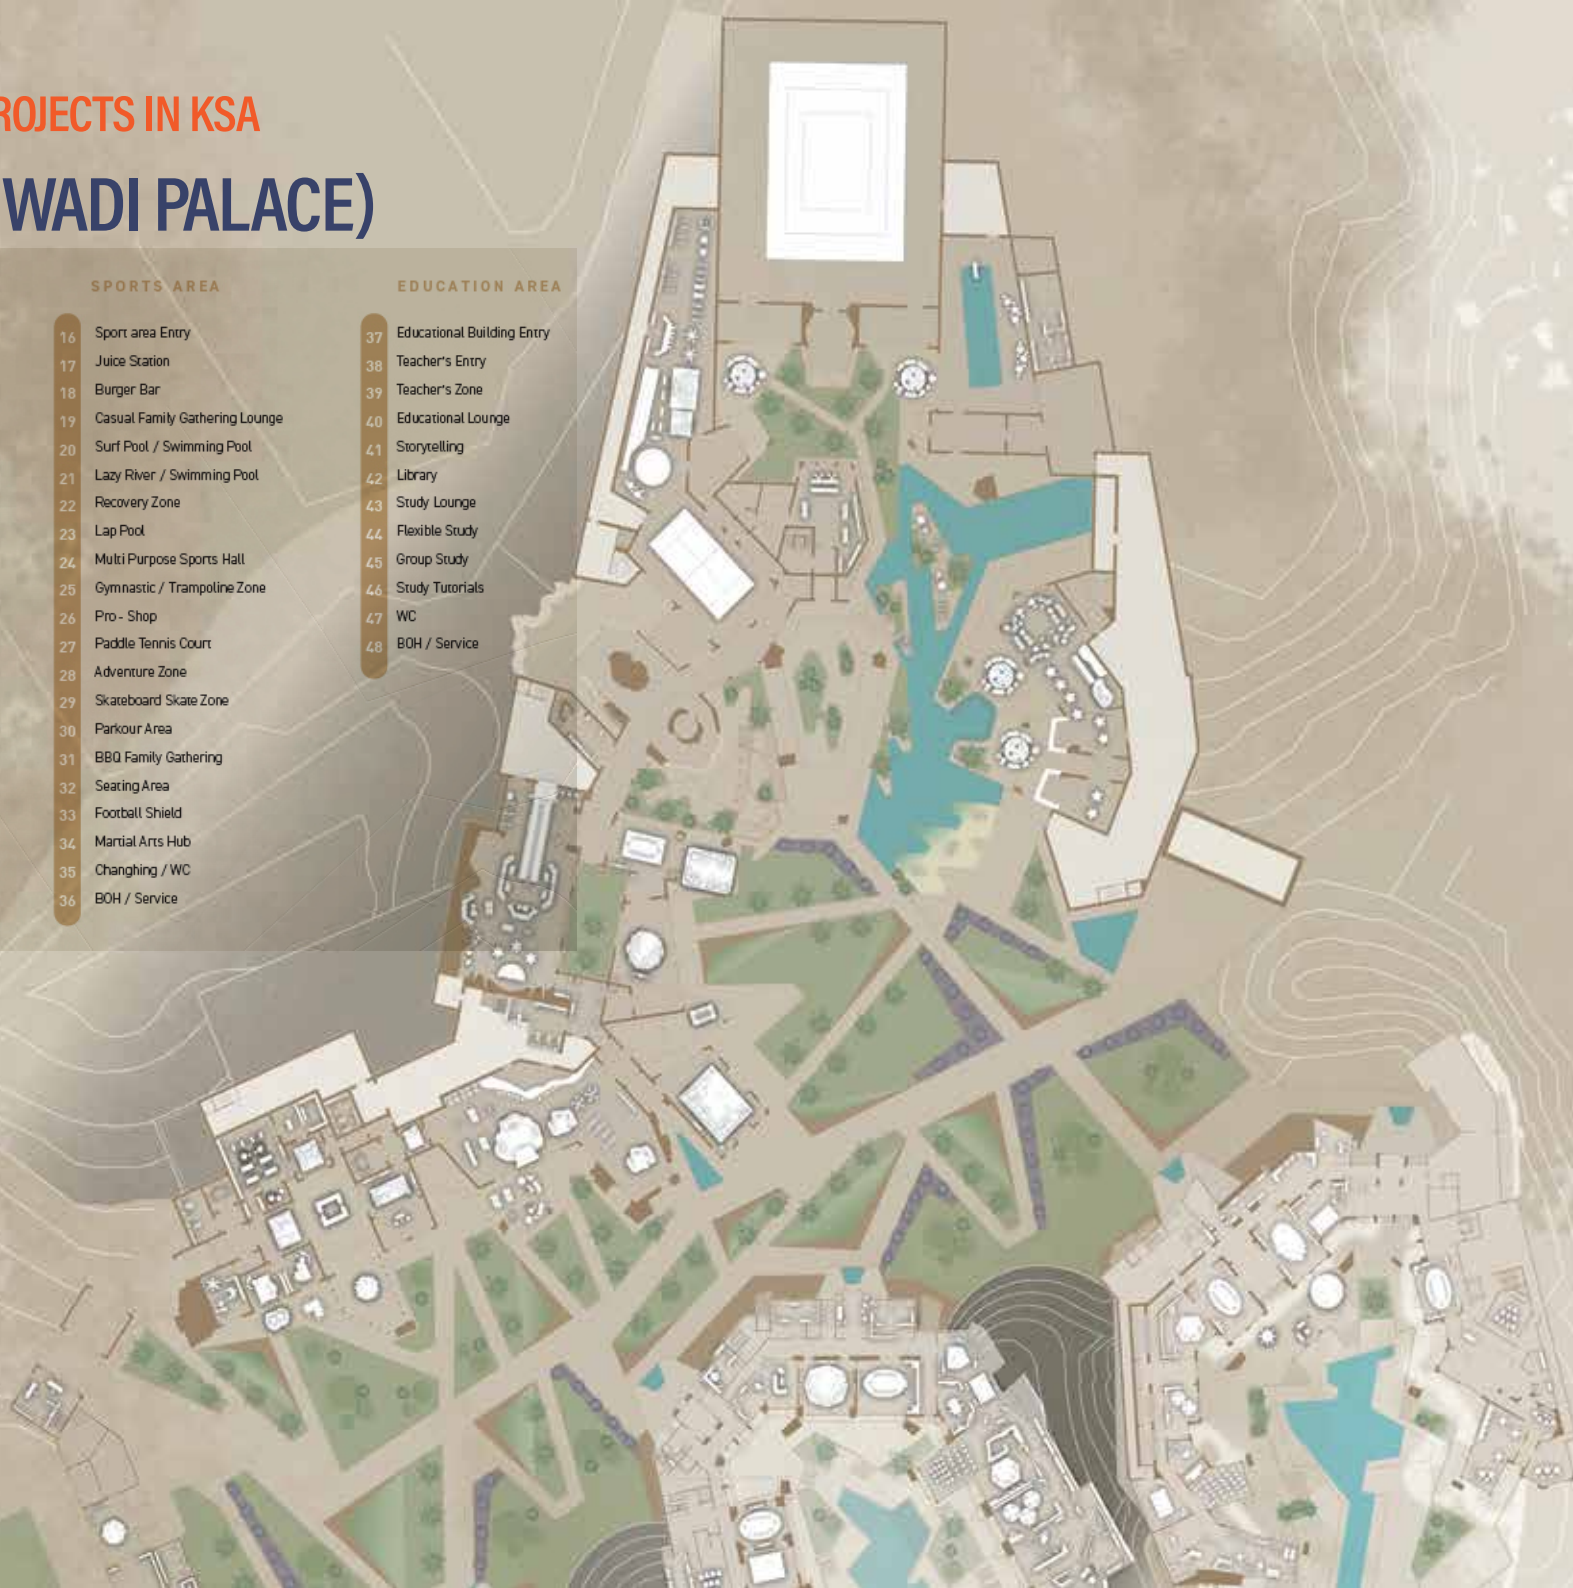 ROJECTS IN KSA
WADI PALACE)
SPORTS AREA
16 Sport area Entry
17 Juice Station
18 Burger Bar
19 Casual Family Gathering Lounge
20 Surf Pool / Swimming Pool
21 Lazy River / Swimming Pool
22 Recovery Zone
23 Lap Pool
24 Multi Purpose Sports Hall
25 Gymnastic / Trampoline Zone
26 Pro - Shop
27 Paddle Tennis Court
28 Adventure Zone
29 Skateboard Skate Zone
30 Parkour Area
31 BBQ Family Gathering
32 Seating Area
33 Football Shield
34 Martial Arts Hub
35 Changhing / WC
36 BOH / Service
EDUCATION AREA
37 Educational Building Entry
38 Teacher's Entry
39 Teacher's Zone
40 Educational Lounge
41 Storytelling
42 Library
43 Study Lounge
44 Flexible Study
45 Group Study
46 Study Tutorials
47 WC
48 BOH / Service